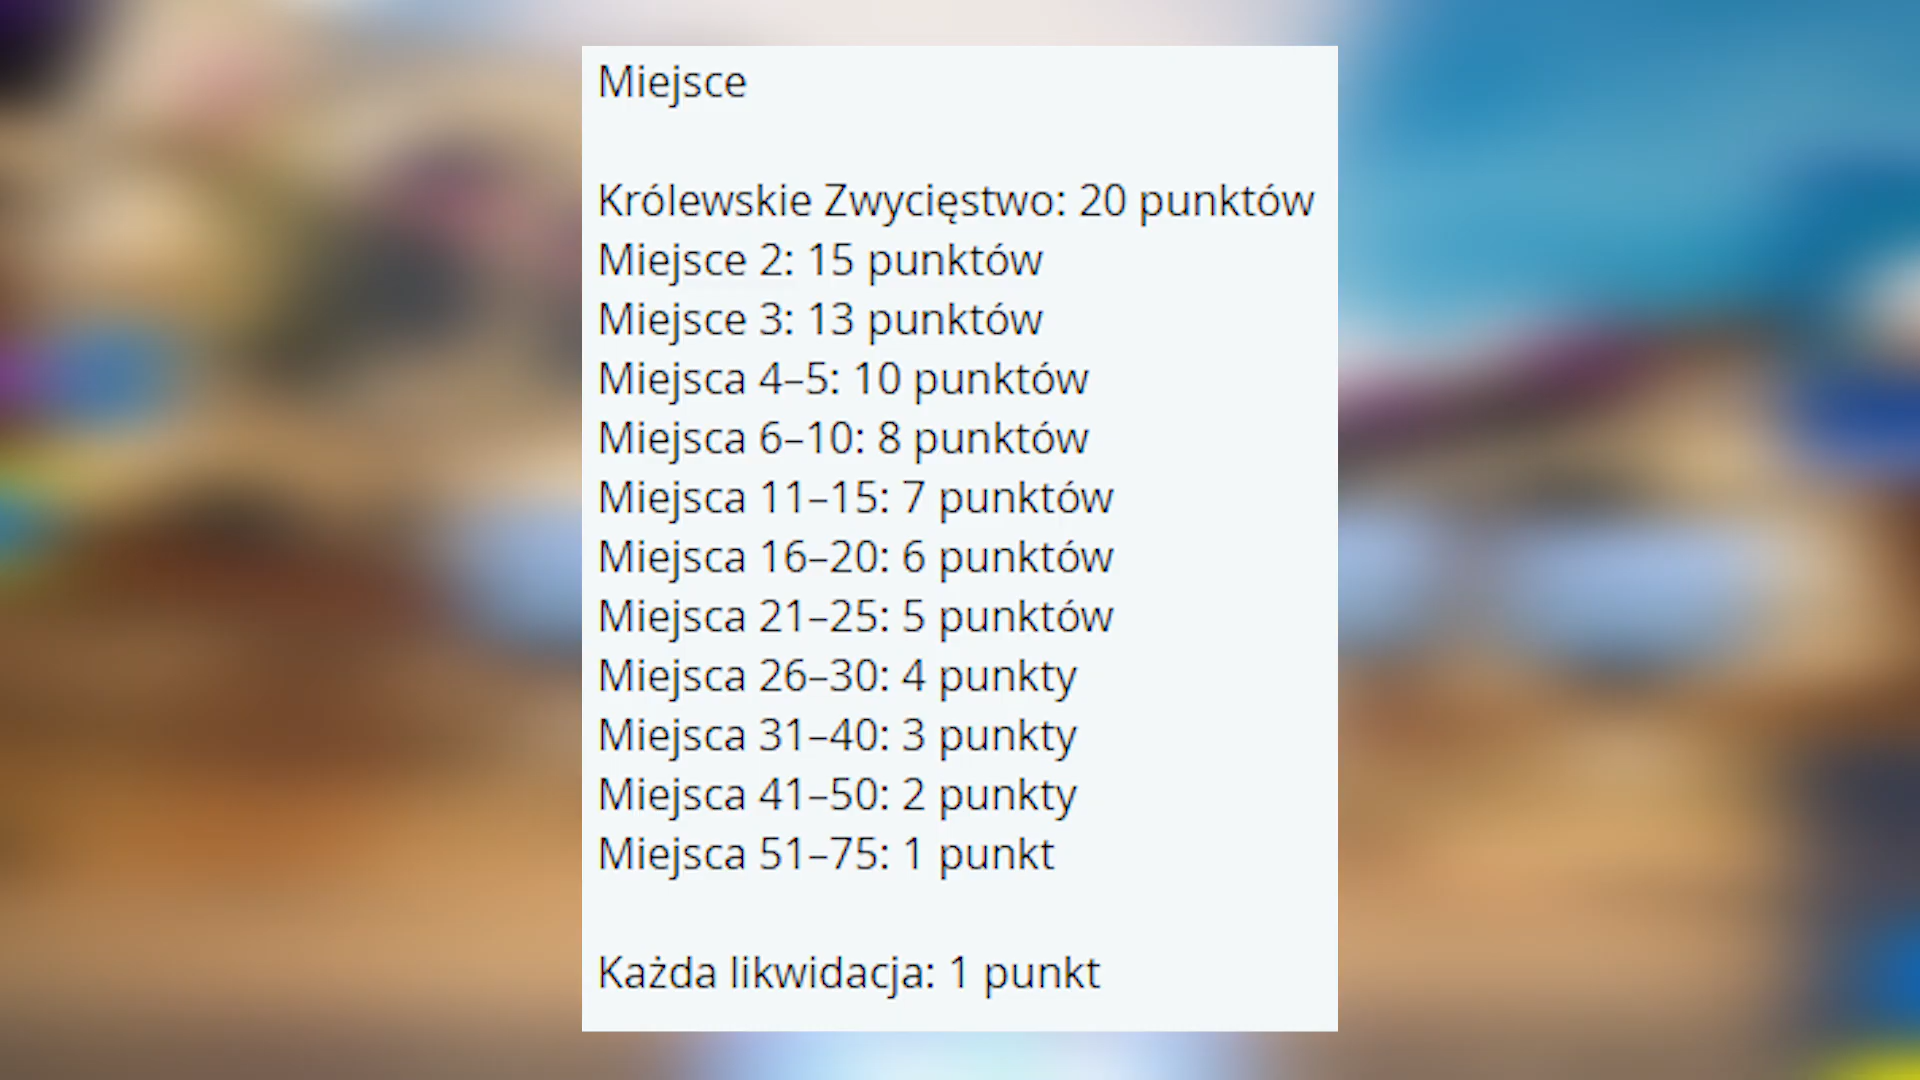 Miejsce
Królewskie Zwycięstwo: 20 punktów
Miejsce 2: 15 punktów
Miejsce 3: 13 punktów
Miejsca 4–5: 10 punktów
Miejsca 6–10: 8 punktów
Miejsca 11–15: 7 punktów
Miejsca 16–20: 6 punktów
Miejsca 21–25: 5 punktów
Miejsca 26–30: 4 punkty
Miejsca 31–40: 3 punkty
Miejsca 41–50: 2 punkty
Miejsca 51–75: 1 punkt
Każda likwidacja: 1 punkt